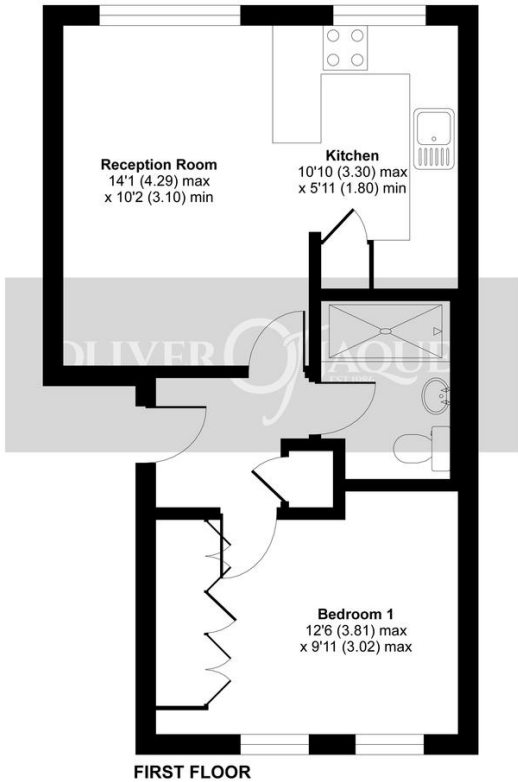 Reception Room
14'1 (4.29) max
x 10'2 (3.10) min
Kitchen
10'10 (3.30) max
x 5'11 (1.80) min
OLIVER JAQUE
Bedroom 1
12'6 (3.81) max
x 9'11 (3.02) max
FIRST FLOOR